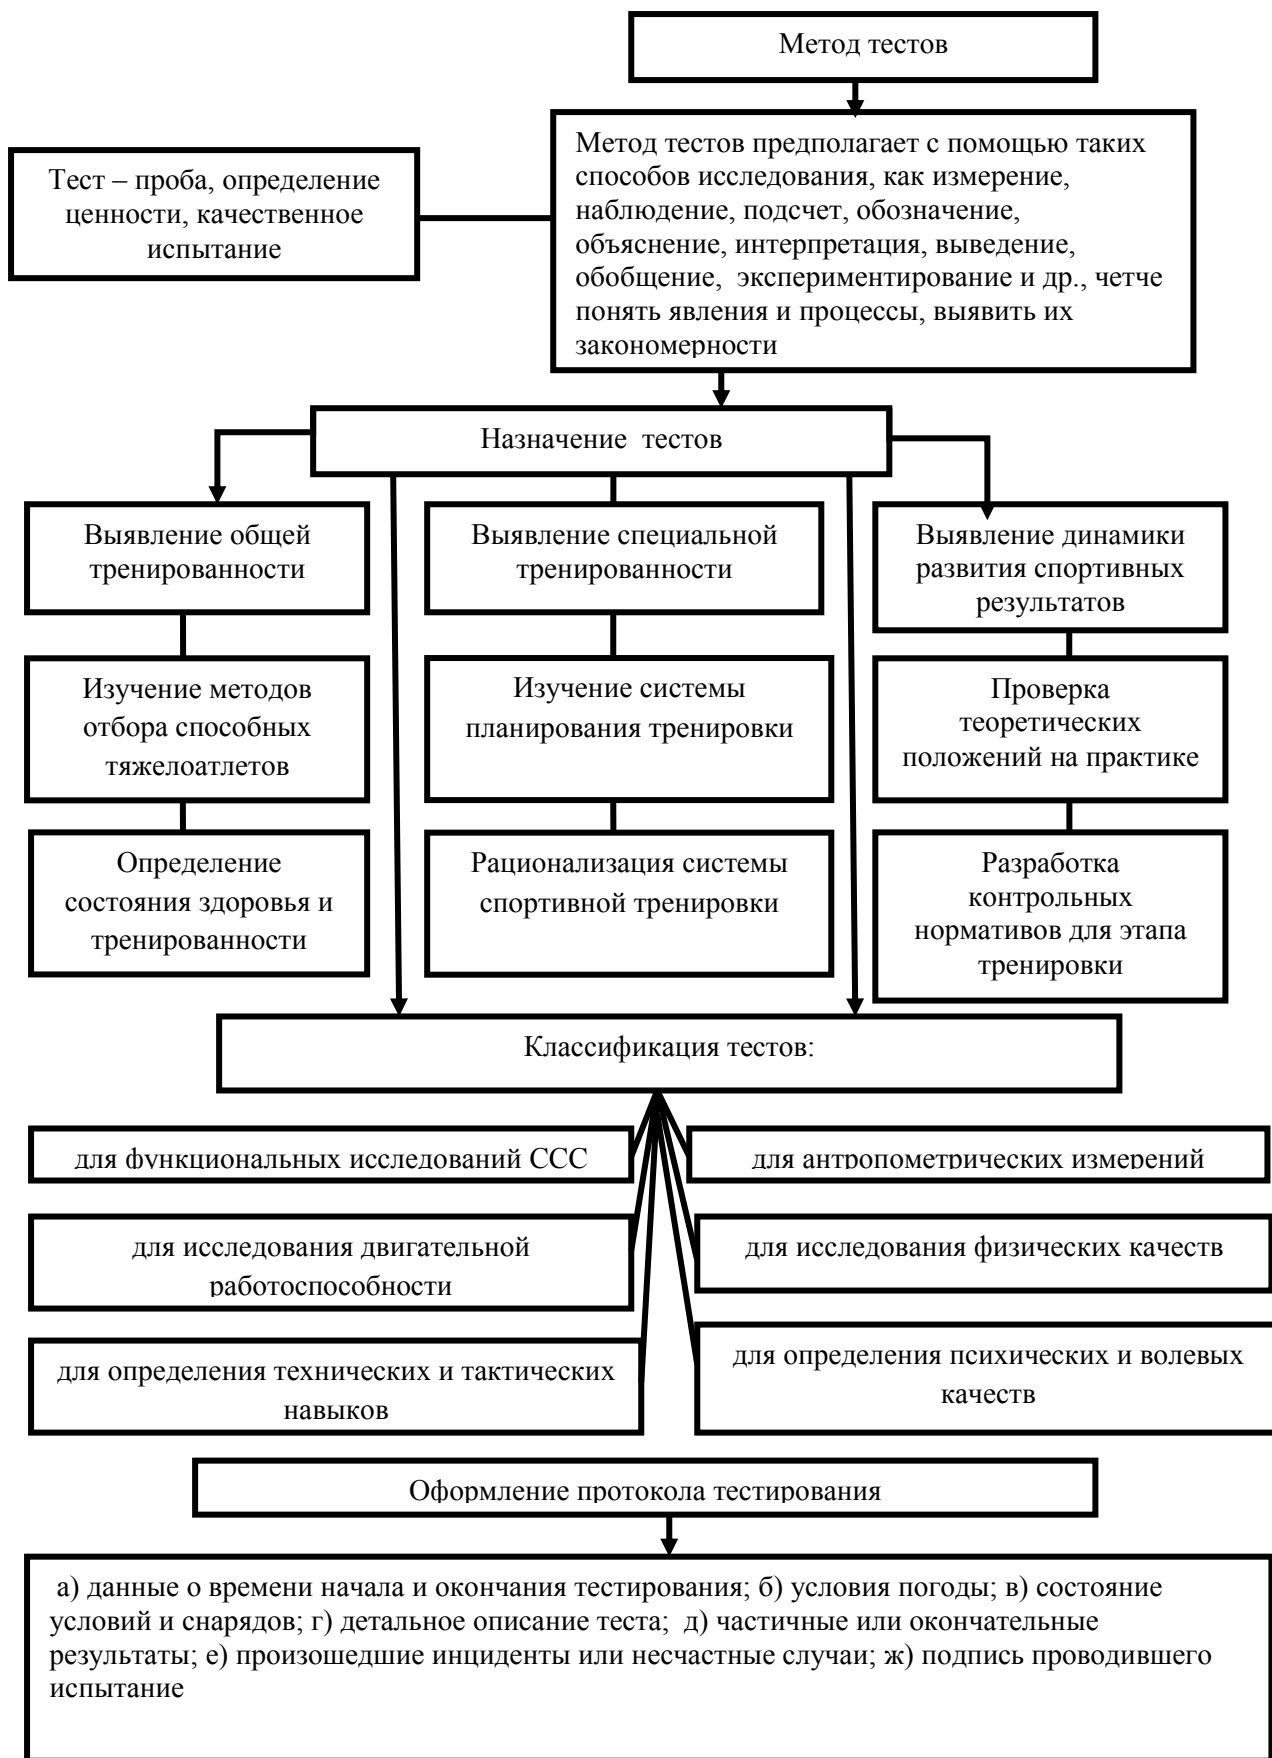 Метод тестов
Тест – проба, определение
ценности, качественное
испытание
Метод тестов предполагает с помощью таких
способов исследования, как измерение,
наблюдение, подсчет, обозначение,
объяснение, интерпретация, выведение,
обобщение, экспериментирование и др., четче
понять явления и процессы, выявить их
закономерности
Назначение тестов
Выявление общей
тренированности
Выявление специальной
тренированности
Выявление динамики
развития спортивных
результатов
Изучение методов
отбора способных
тяжелоатлетов
Изучение системы
планирования тренировки
Проверка
теоретических
положений на практике
Определение
состояния здоровья и
тренированности
Рационализация системы
спортивной тренировки
Разработка
контрольных
нормативов для этапа
тренировки
Классификация тестов:
для функциональных исследований ССС
для антропометрических измерений
для исследования двигательной
работоспособности
для исследования физических качеств
для определения технических и тактических
навыков
для определения психических и волевых
качеств
Оформление протокола тестирования
а) данные о времени начала и окончания тестирования; б) условия погоды; в) состояние
условий и снарядов; г) детальное описание теста; д) частичные или окончательные
результаты; е) произошедшие инциденты или несчастные случаи; ж) подпись проводившего
испытание